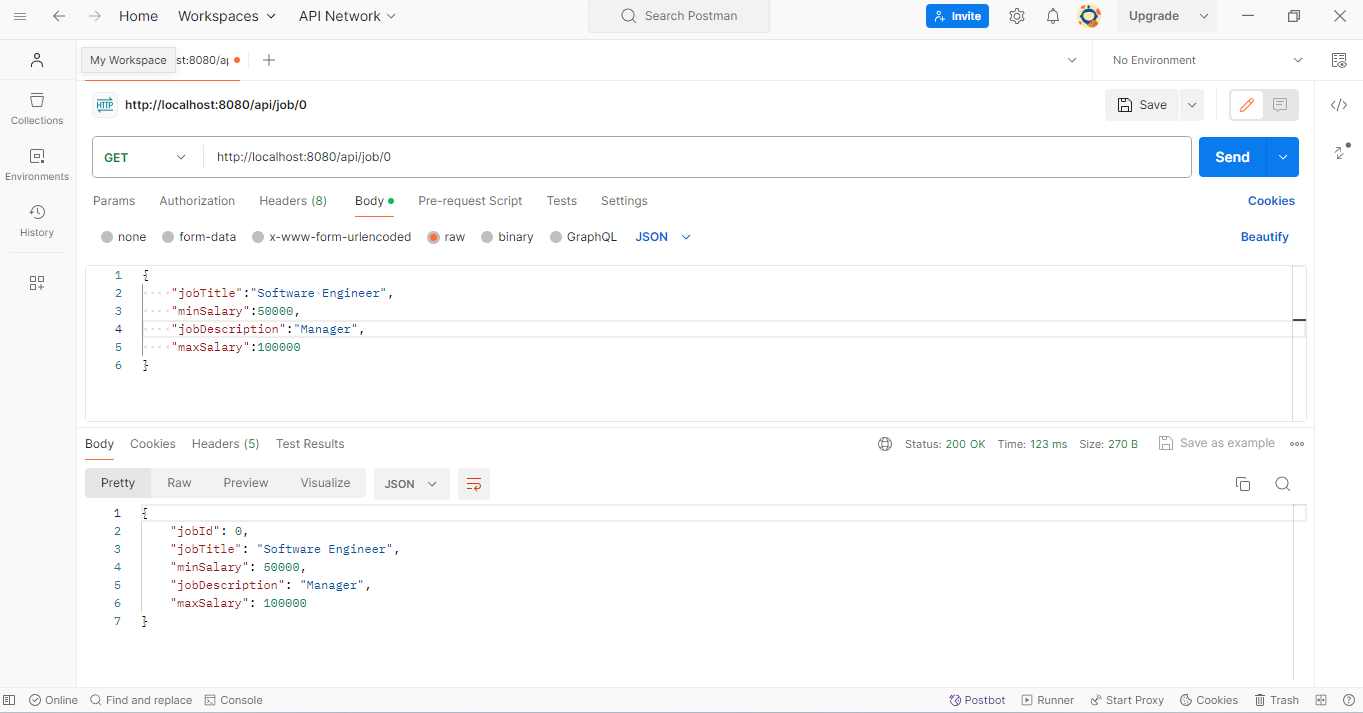 Home Workspaces API Network Search Postman Invite Upgrade
My Workspace st:8080/a No Environment
HTTP http://localhost:8080/api/job/0 Save
GET http://localhost:8080/api/job/0 Send
Collections
Environments
History
Params Authorization Headers (8) Body Pre-request Script Tests Settings Cookies
none form-data x-www-form-urlencoded raw binary GraphQL JSON Beautify
1 {
2 "jobTitle":"Software Engineer",
3 "minSalary":50000,
4 "jobDescription":"Manager",
5 "maxSalary":100000
6 }
Body Cookies Headers (5) Test Results Status: 200 OK Time: 123 ms Size: 270 B Save as example
Pretty Raw Preview Visualize JSON
1 {
2 "jobId": 0,
3 "jobTitle": "Software Engineer",
4 "minSalary": 50000,
5 "jobDescription": "Manager",
6 "maxSalary": 100000
7 }
Online Find and replace Console Postbot Runner Start Proxy Cookies Trash